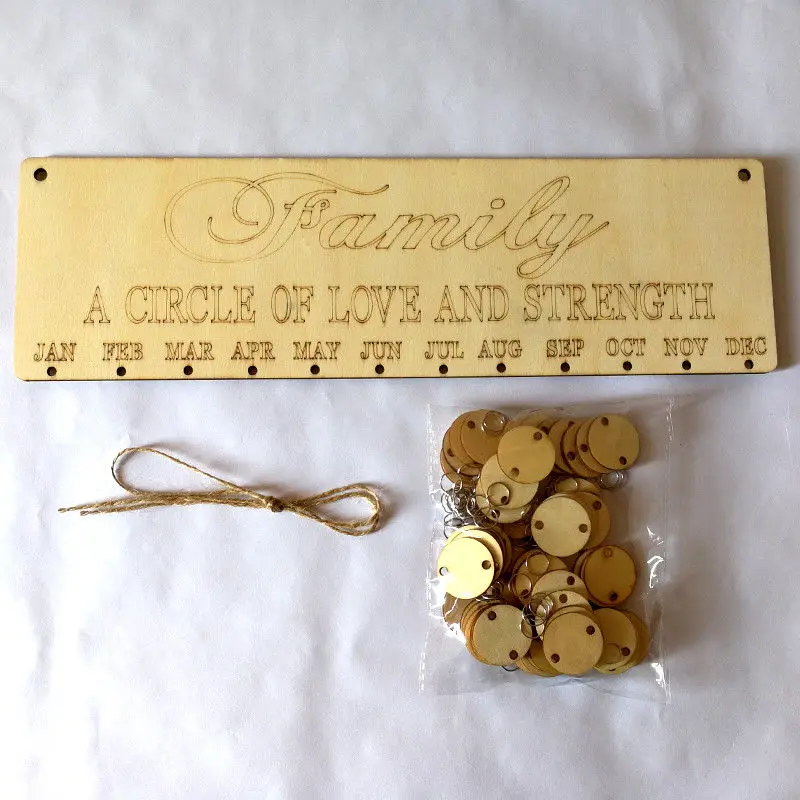 Family
A CIRCLE OF LOVE AND STRENGTH
JAN FEB MAR APR MAY JUN JUL AUG SEP OCT NOV DEC